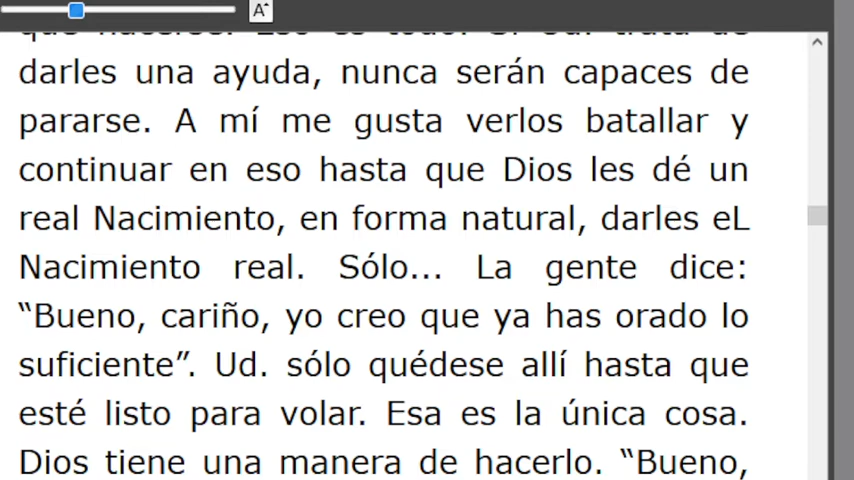 A
darles una ayuda, nunca serán capaces de
pararse. A mí me gusta verlos batallar y
continuar en eso hasta que Dios les dé un
real Nacimiento, en forma natural, darles eL
Nacimiento real. Sólo... La gente dice:
“Bueno, cariño, yo creo que ya has orado lo
suficiente”. Ud. sólo quédese allí hasta que
esté listo para volar. Esa es la única cosa.
Dios tiene una manera de hacerlo. “Bueno,